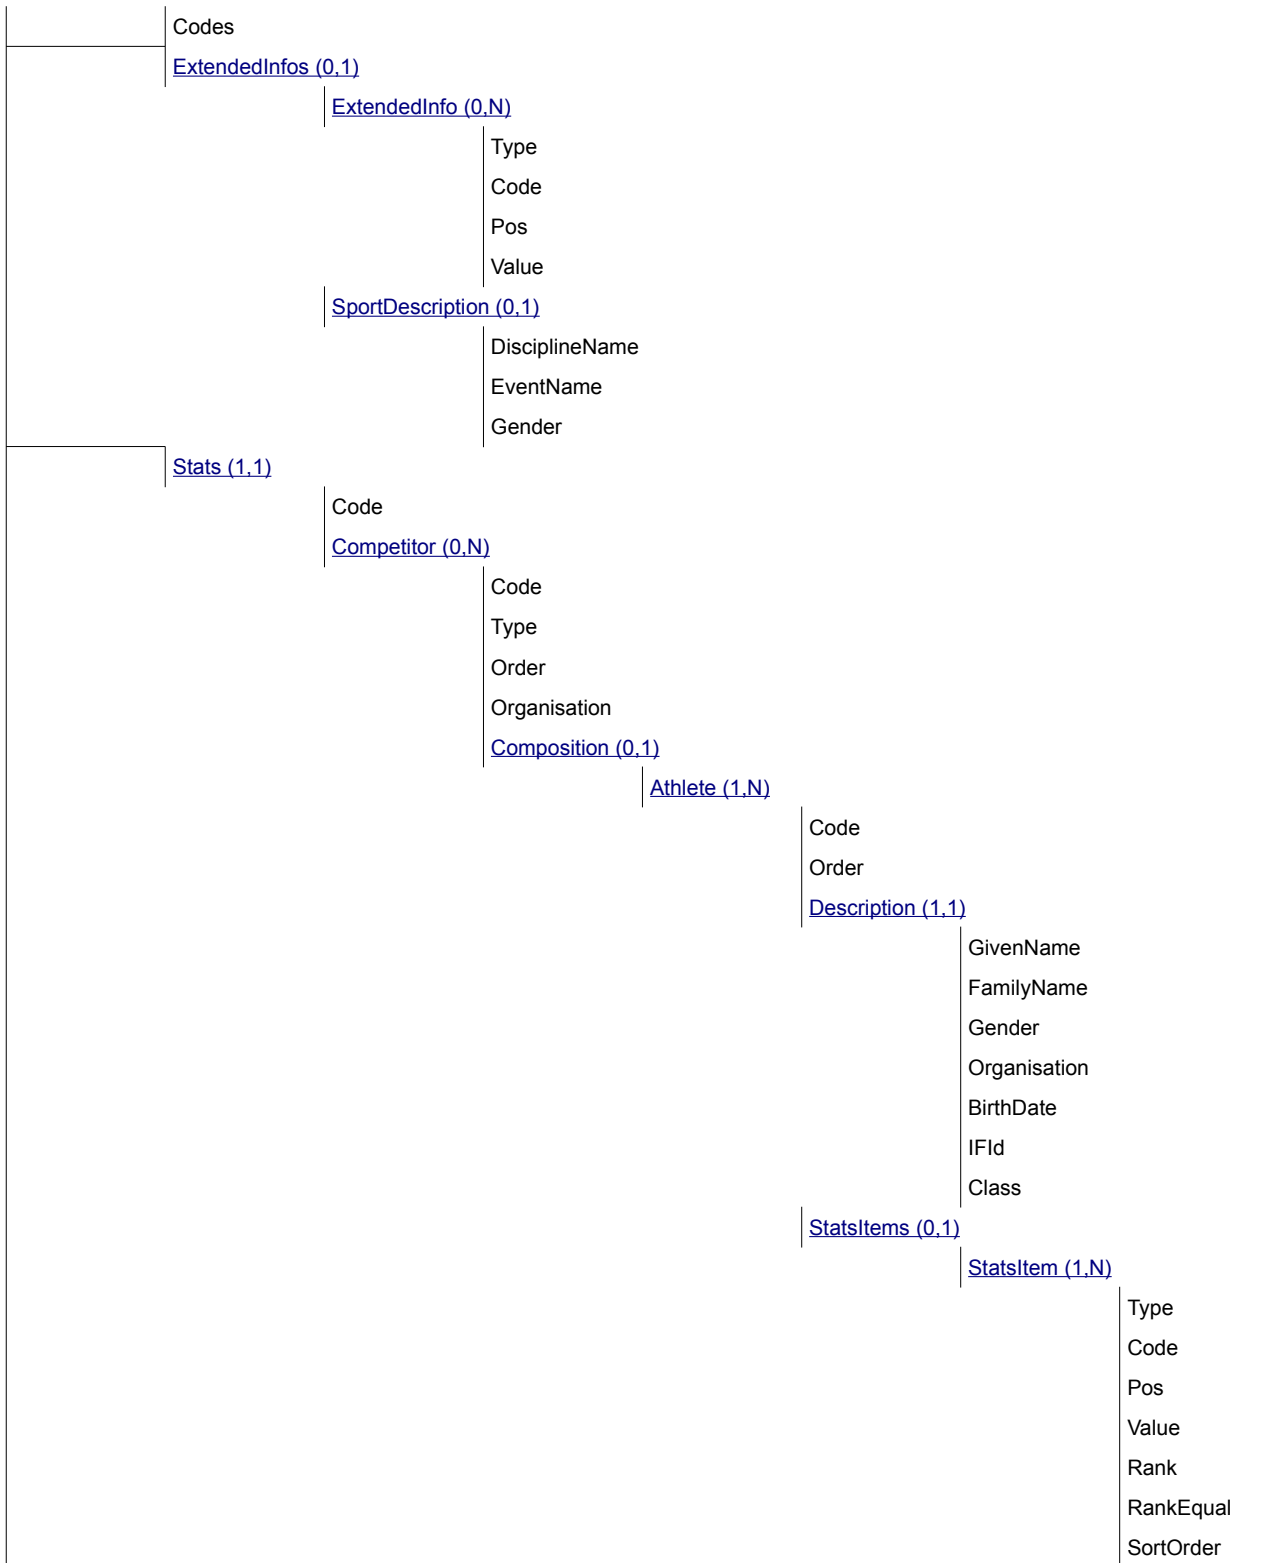 Codes
ExtendedInfos (0,1)
ExtendedInfo (0,N)
Type
Code
Pos
Value
SportDescription (0,1)
DisciplineName
EventName
Gender
Stats (1,1)
Code
Competitor (0,N)
Code
Type
Order
Organisation
Composition (0,1)
Athlete (1,N)
Code
Order
Description (1,1)
GivenName
FamilyName
Gender
Organisation
BirthDate
IFId
Class
StatsItems (0,1)
StatsItem (1,N)
Type
Code
Pos
Value
Rank
RankEqual
SortOrder